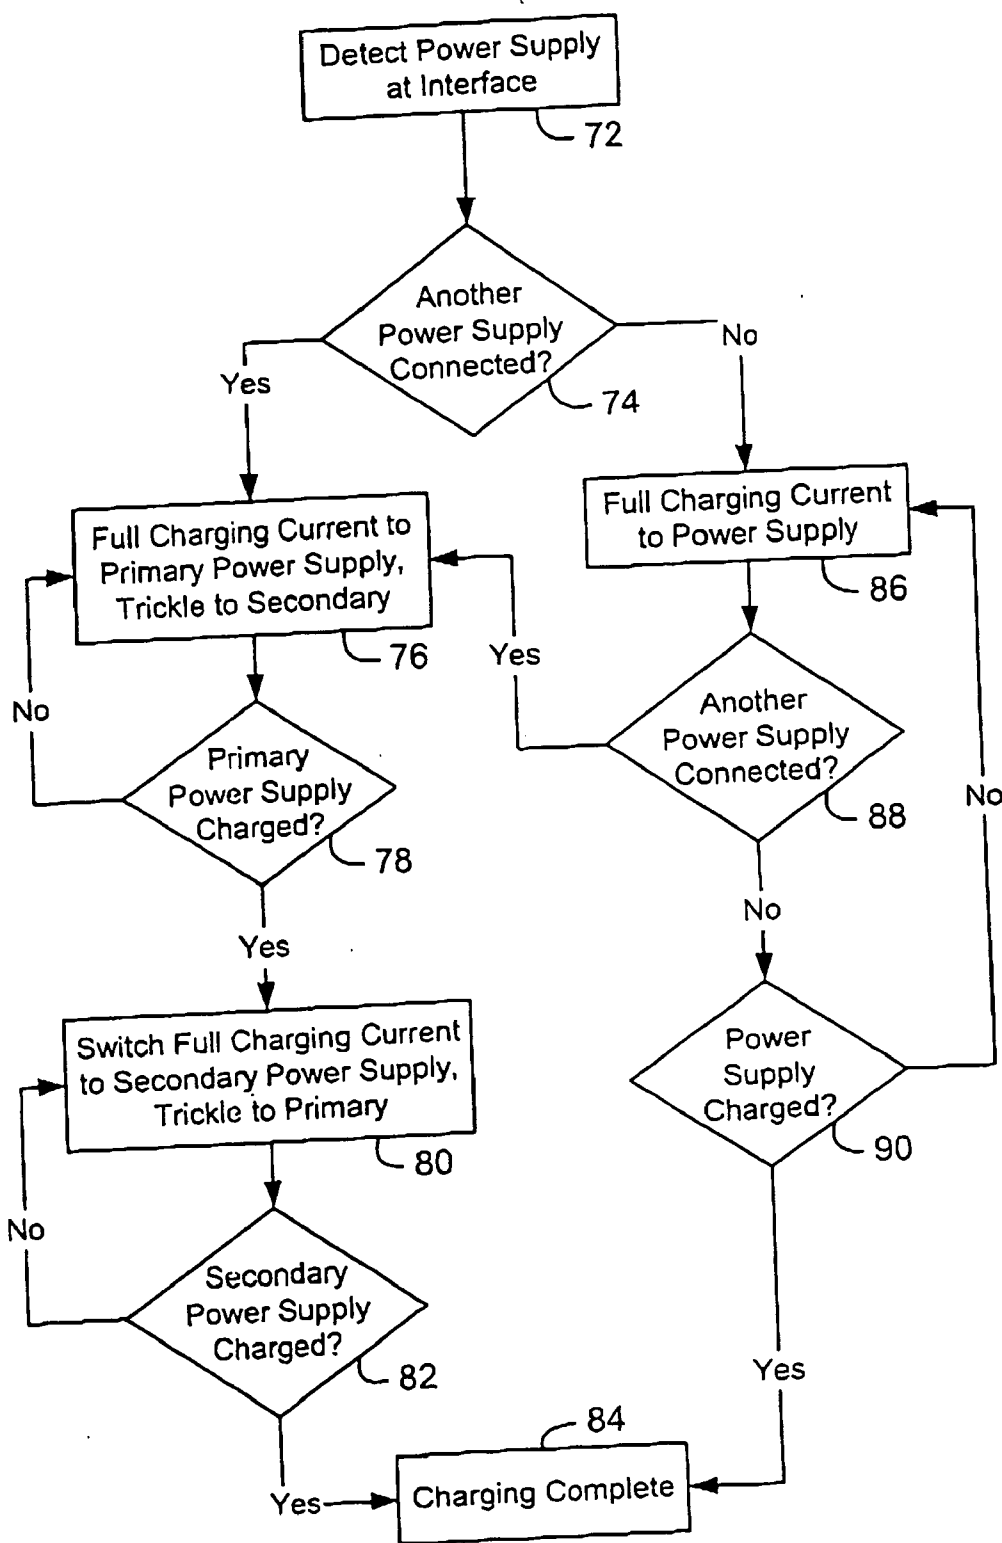 Detect Power Supply
at Interface
72
Another
Power Supply
Connected?
74
Yes
No
Full Charging Current to
Primary Power Supply,
Trickle to Secondary
76
Full Charging Current
to Power Supply
86
No
Yes
Primary
Power Supply
Charged?
78
Another
Power Supply
Connected?
88
No
Yes
No
Switch Full Charging Current
to Secondary Power Supply,
Trickle to Primary
80
Power
Supply
Charged?
90
No
Secondary
Power Supply
Charged?
82
Yes
84
Yes
Charging Complete